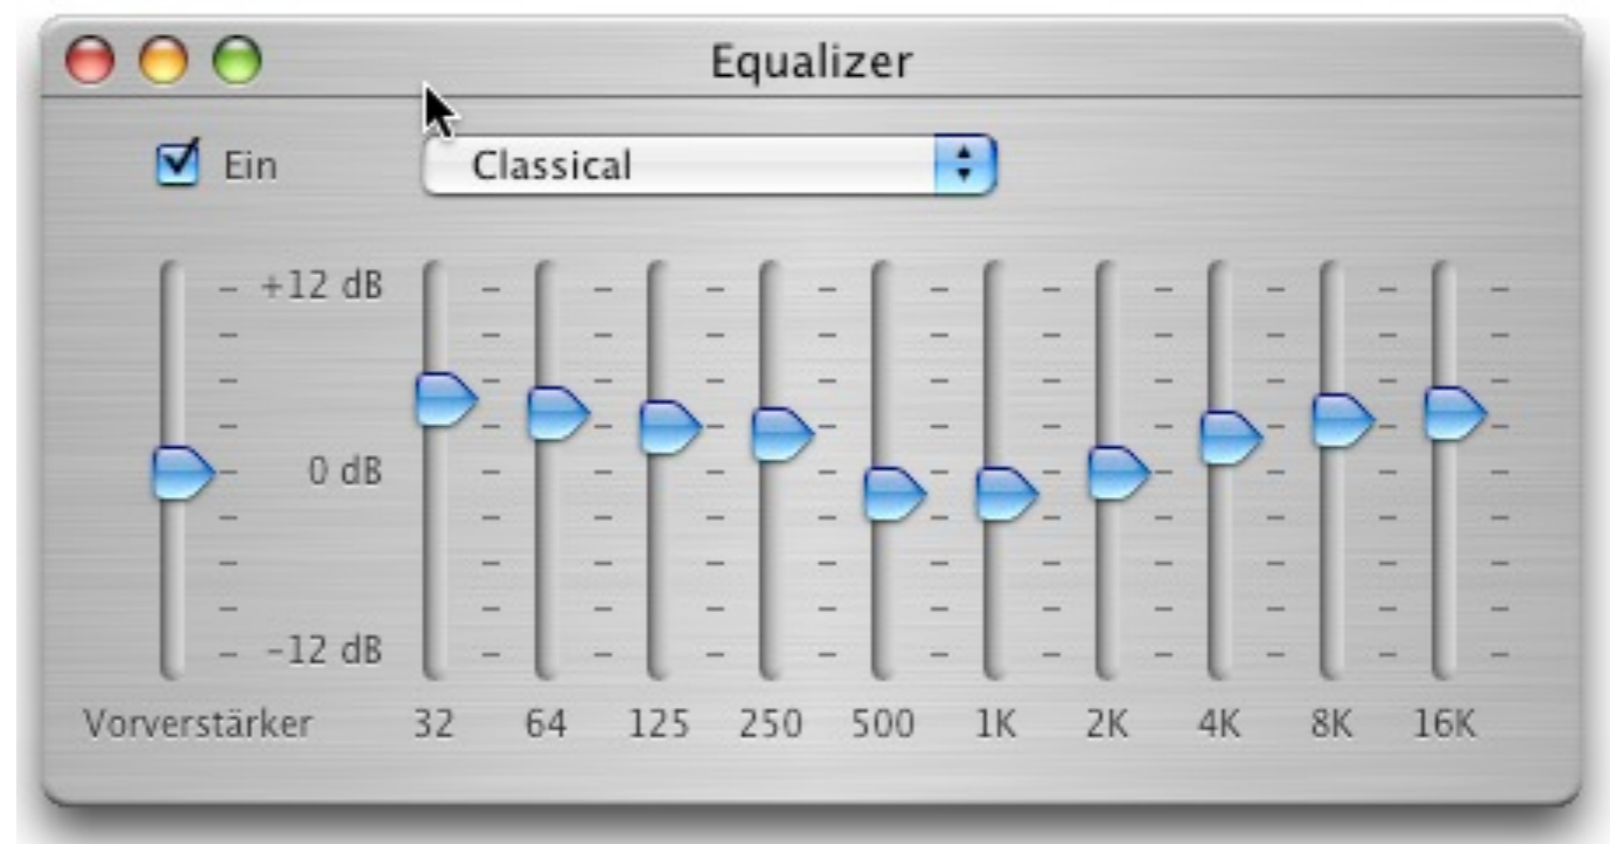 Equalizer
Ein Classical
+12 dB
0 dB
-12 dB
Vorverstärker 32 64 125 250 500 1K 2K 4K 8K 16K